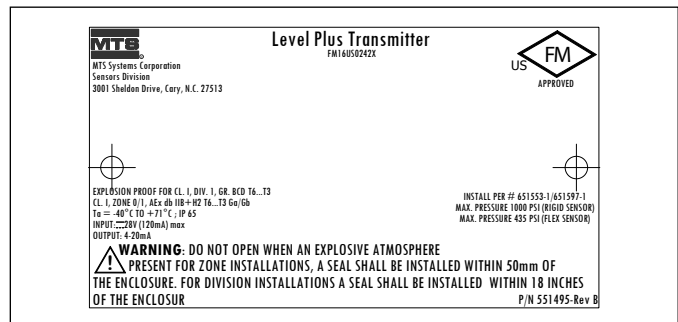 MTS
Level Plus Transmitter
FM16US0242X
MTS Systems Corporation
Sensors Division
3001 Sheldon Drive, Cary, N.C. 27513
US
FM
APPROVED
EXPLOSION PROOF FOR CL. I, DIV. 1, GR. BCD T6...T3
CL. I, ZONE 0/1, AEx db IIB+H2 T6...T3 Ga/Gb
Ta = -40°C TO +71°C ; IP 65
INPUT:⎓28V (120mA) max
OUTPUT: 4-20mA
INSTALL PER # 651553-1/651597-1
MAX. PRESSURE 1000 PSI (RIGID SENSOR)
MAX. PRESSURE 435 PSI (FLEX SENSOR)
WARNING: DO NOT OPEN WHEN AN EXPLOSIVE ATMOSPHERE
PRESENT FOR ZONE INSTALLATIONS, A SEAL SHALL BE INSTALLED WITHIN 50mm OF
THE ENCLOSURE. FOR DIVISION INSTALLATIONS A SEAL SHALL BE INSTALLED WITHIN 18 INCHES
OF THE ENCLOSUR
P/N 551495-Rev B